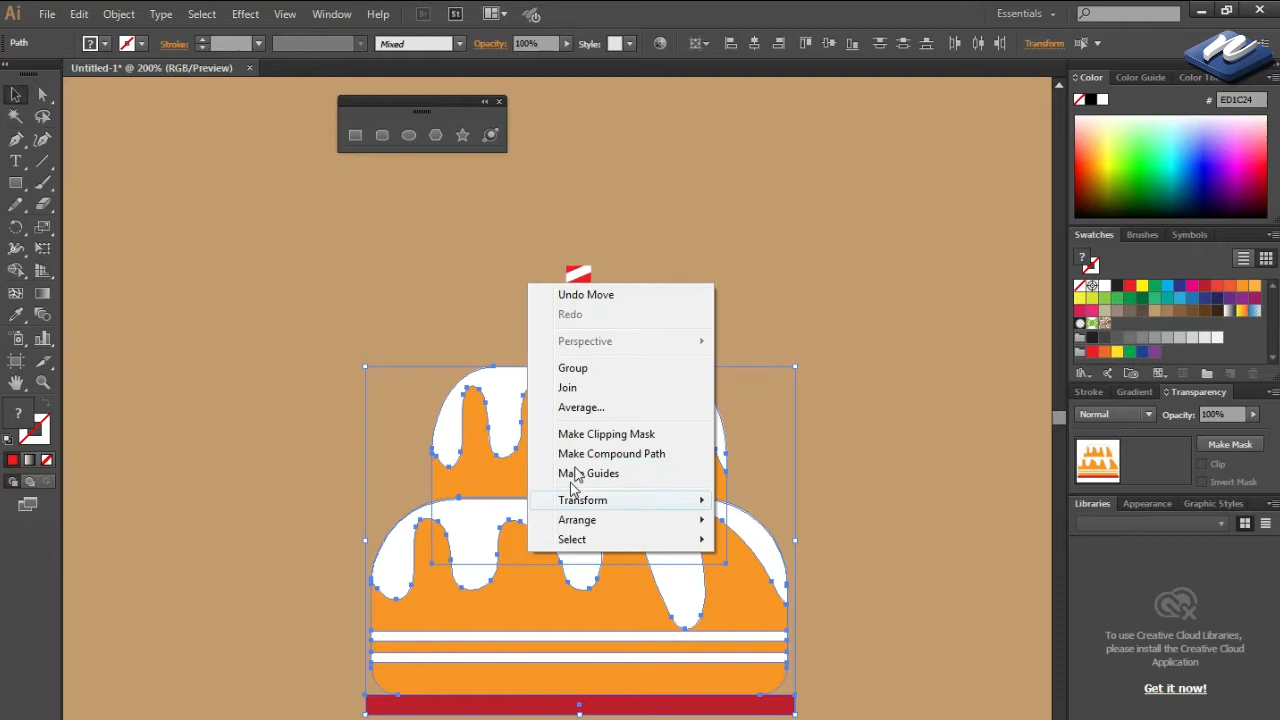 Ai File Edit Object Type Select Effect View Window Help Br St Essentials
Path ? Stroke: Mixed Opacity: 100% Style: Transform
Untitled-1* @ 200% (RGB/Preview) ×
Color Color Guide
# ED1C24
Swatches Brushes Symbols
Undo Move
Redo
Perspective
Group
Join
Average...
Make Clipping Mask
Make Compound Path
Make Guides
Transform
Arrange
Select
Stroke Gradient Transparency
Normal Opacity: 100%
Make Mask
Clip
Invert Mask
Libraries Appearance Graphic Styles
To use Creative Cloud Libraries,
please install the Creative Cloud
Application
Get it now!